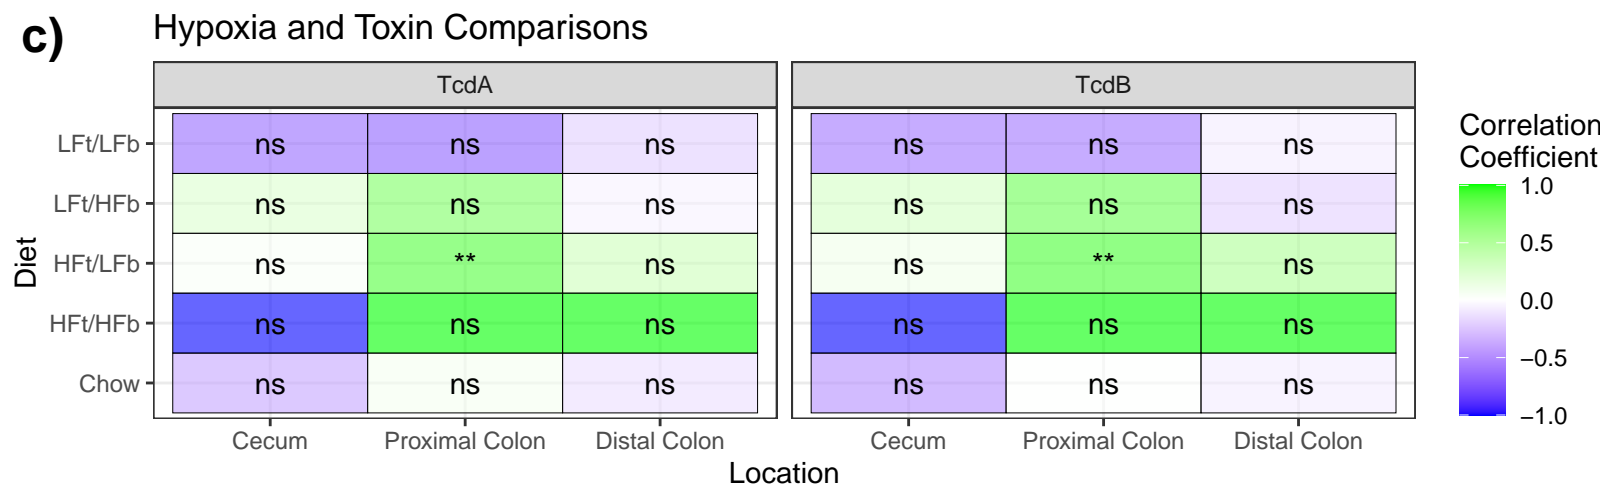 c)
Hypoxia and Toxin Comparisons
TcdA
TcdB
Diet
LFt/LFb
ns
ns
ns
ns
ns
ns
LFt/HFb
ns
ns
ns
ns
ns
ns
HFt/LFb
ns
**
ns
ns
**
ns
HFt/HFb
ns
ns
ns
ns
ns
ns
Chow
ns
ns
ns
ns
ns
ns
Cecum
Proximal Colon
Distal Colon
Cecum
Proximal Colon
Distal Colon
Location
Correlation
Coefficient
1.0
0.5
0.0
−0.5
−1.0